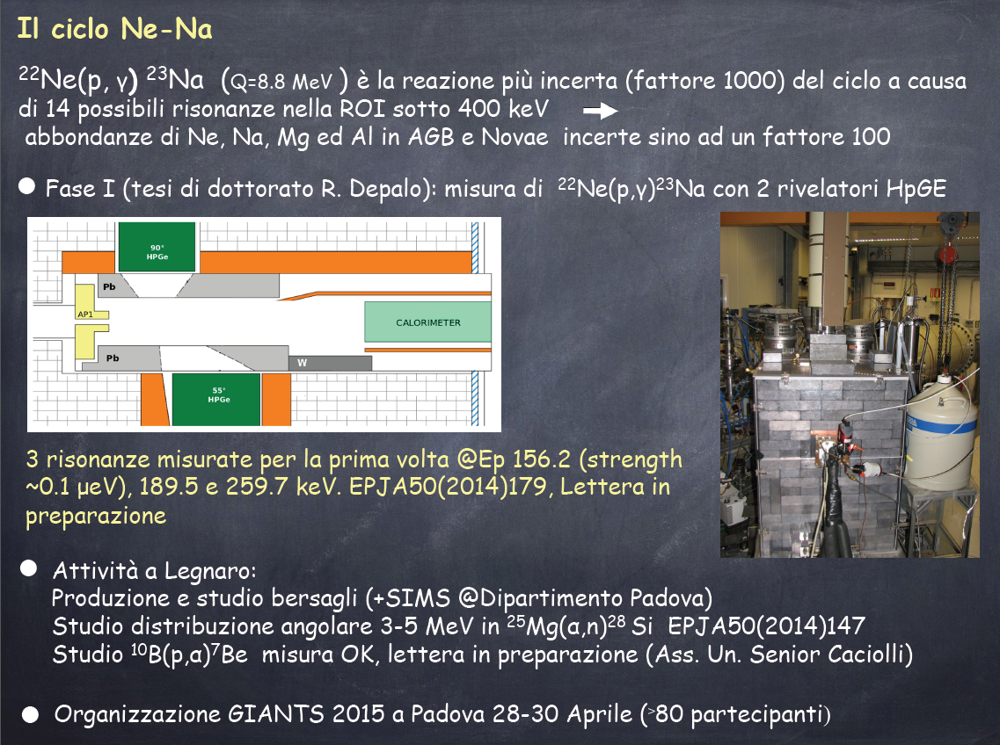 Il ciclo Ne-Na
²²Ne(p, γ) ²³Na (Q=8.8 MeV ) è la reazione più incerta (fattore 1000) del ciclo a causa
di 14 possibili risonanze nella ROI sotto 400 keV
abbondanze di Ne, Na, Mg ed Al in AGB e Novae incerte sino ad un fattore 100
Fase I (tesi di dottorato R. Depalo): misura di ²²Ne(p,γ)²³Na con 2 rivelatori HpGE
90°
HPGe
Pb
AP1
CALORIMETER
Pb
W
55°
HPGe
3 risonanze misurate per la prima volta @Ep 156.2 (strength
~0.1 μeV), 189.5 e 259.7 keV. EPJA50(2014)179, Lettera in
preparazione
Attività a Legnaro:
Produzione e studio bersagli (+SIMS @Dipartimento Padova)
Studio distribuzione angolare 3-5 MeV in ²⁵Mg(α,n)²⁸ Si EPJA50(2014)147
Studio ¹⁰B(p,α)⁷Be misura OK, lettera in preparazione (Ass. Un. Senior Caciolli)
Organizzazione GIANTS 2015 a Padova 28-30 Aprile (>80 partecipanti)